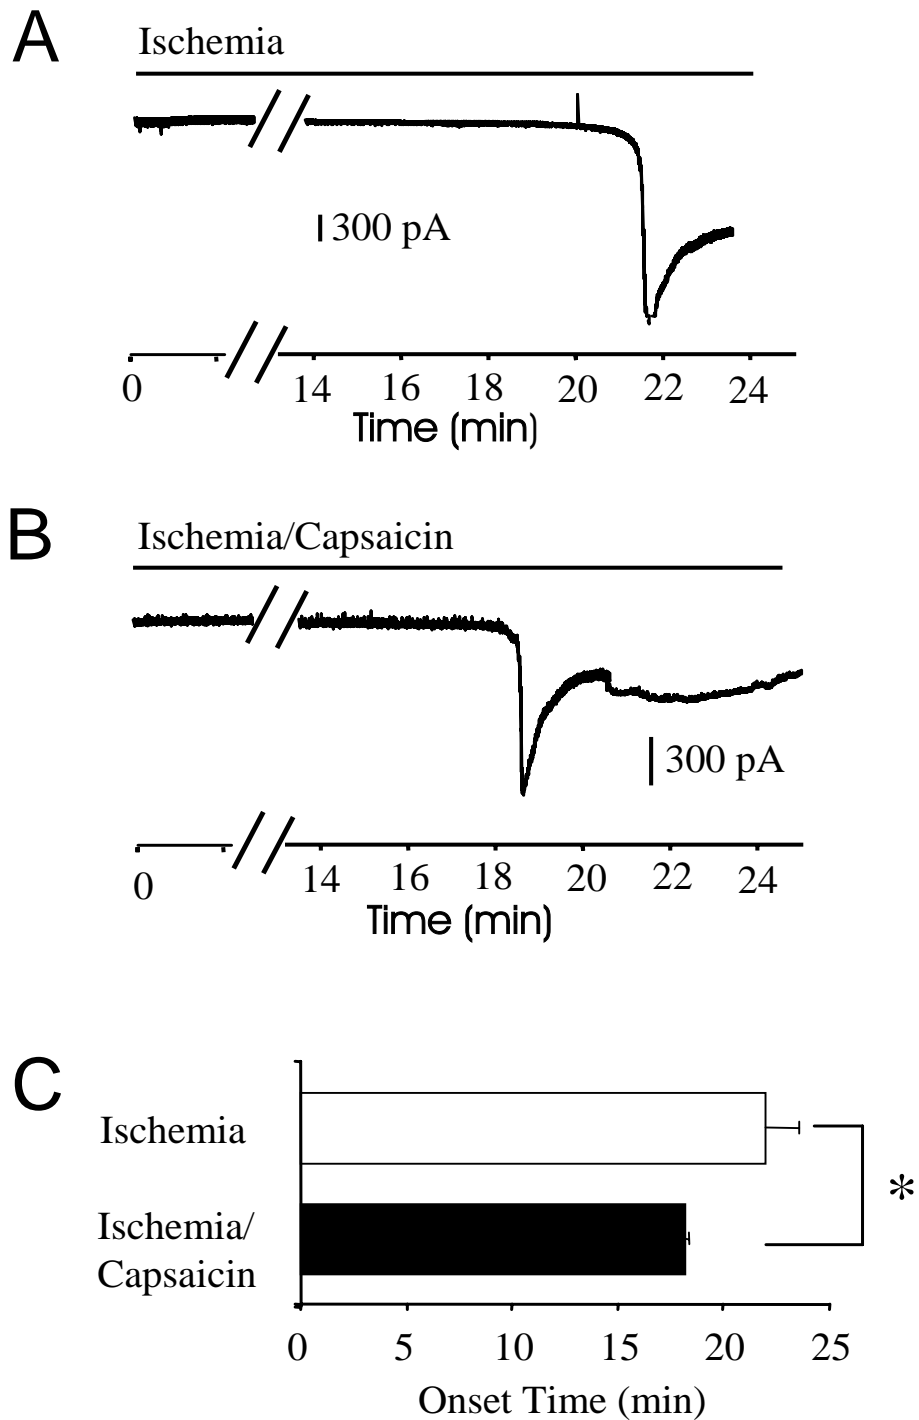 A
Ischemia
300 pA
0 14 16 18 20 22 24
Time (min)
B
Ischemia/Capsaicin
300 pA
0 14 16 18 20 22 24
Time (min)
C
Ischemia
*
Ischemia/
Capsaicin
0 5 10 15 20 25
Onset Time (min)